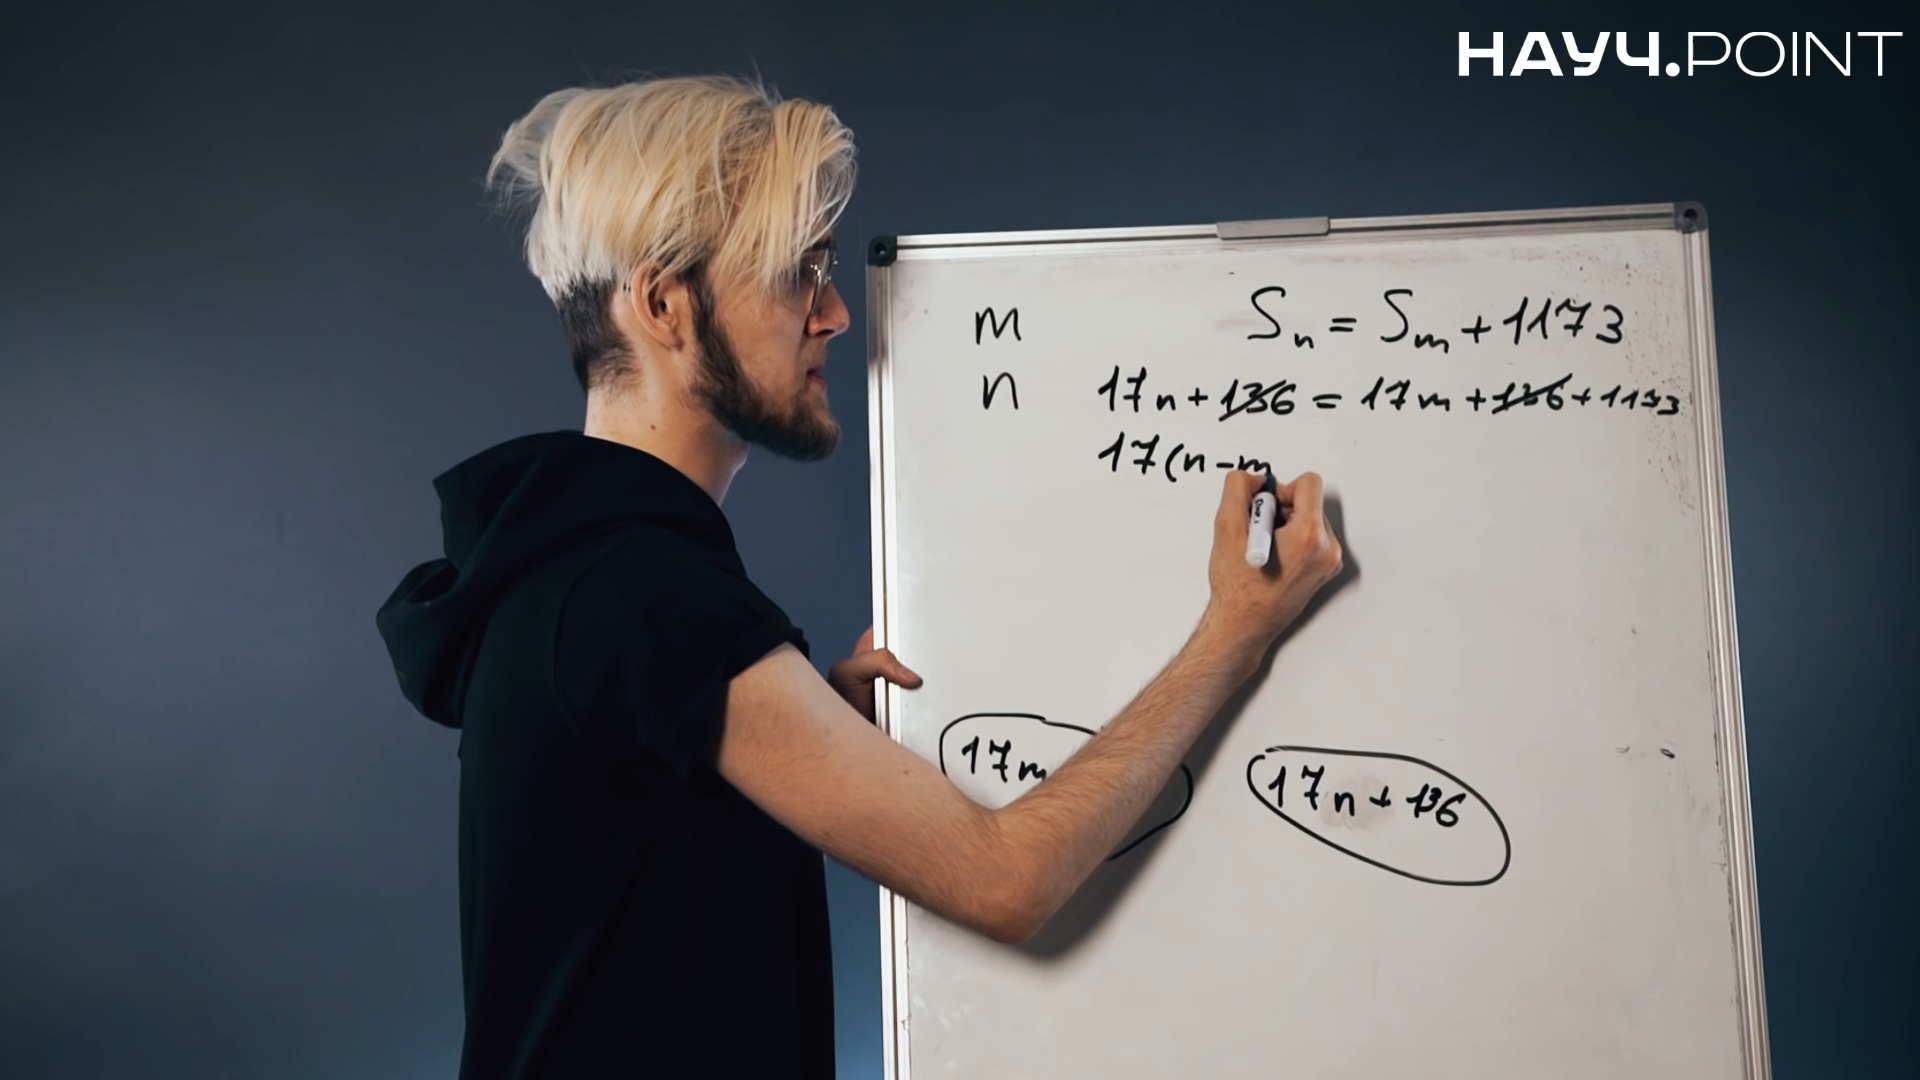 НАУЧ.POINT
m
Sn = Sm + 1173
n
17n + 136 = 17m + 136 + 1173
17(n - m
17m
17n + 136